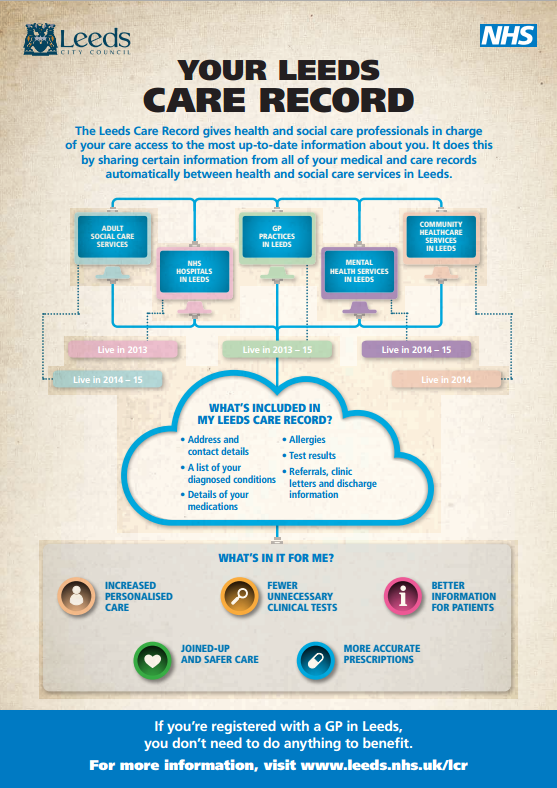 Leeds
CITY COUNCIL
NHS
YOUR LEEDS
CARE RECORD
The Leeds Care Record gives health and social care professionals in charge
of your care access to the most up-to-date information about you. It does this
by sharing certain information from all of your medical and care records
automatically between health and social care services in Leeds.
ADULT
SOCIAL CARE
SERVICES
NHS
HOSPITALS
IN LEEDS
GP
PRACTICES
IN LEEDS
MENTAL
HEALTH SERVICES
IN LEEDS
COMMUNITY
HEALTHCARE
SERVICES
IN LEEDS
Live in 2013
Live in 2013 – 15
Live in 2014 – 15
Live in 2014 – 15
Live in 2014
WHAT'S INCLUDED IN
MY LEEDS CARE RECORD?
• Address and
contact details
• A list of your
diagnosed conditions
• Details of your
medications
• Allergies
• Test results
• Referrals, clinic
letters and discharge
information
WHAT'S IN IT FOR ME?
INCREASED
PERSONALISED
CARE
FEWER
UNNECESSARY
CLINICAL TESTS
i
BETTER
INFORMATION
FOR PATIENTS
JOINED-UP
AND SAFER CARE
MORE ACCURATE
PRESCRIPTIONS
If you're registered with a GP in Leeds,
you don't need to do anything to benefit.
For more information, visit www.leeds.nhs.uk/lcr